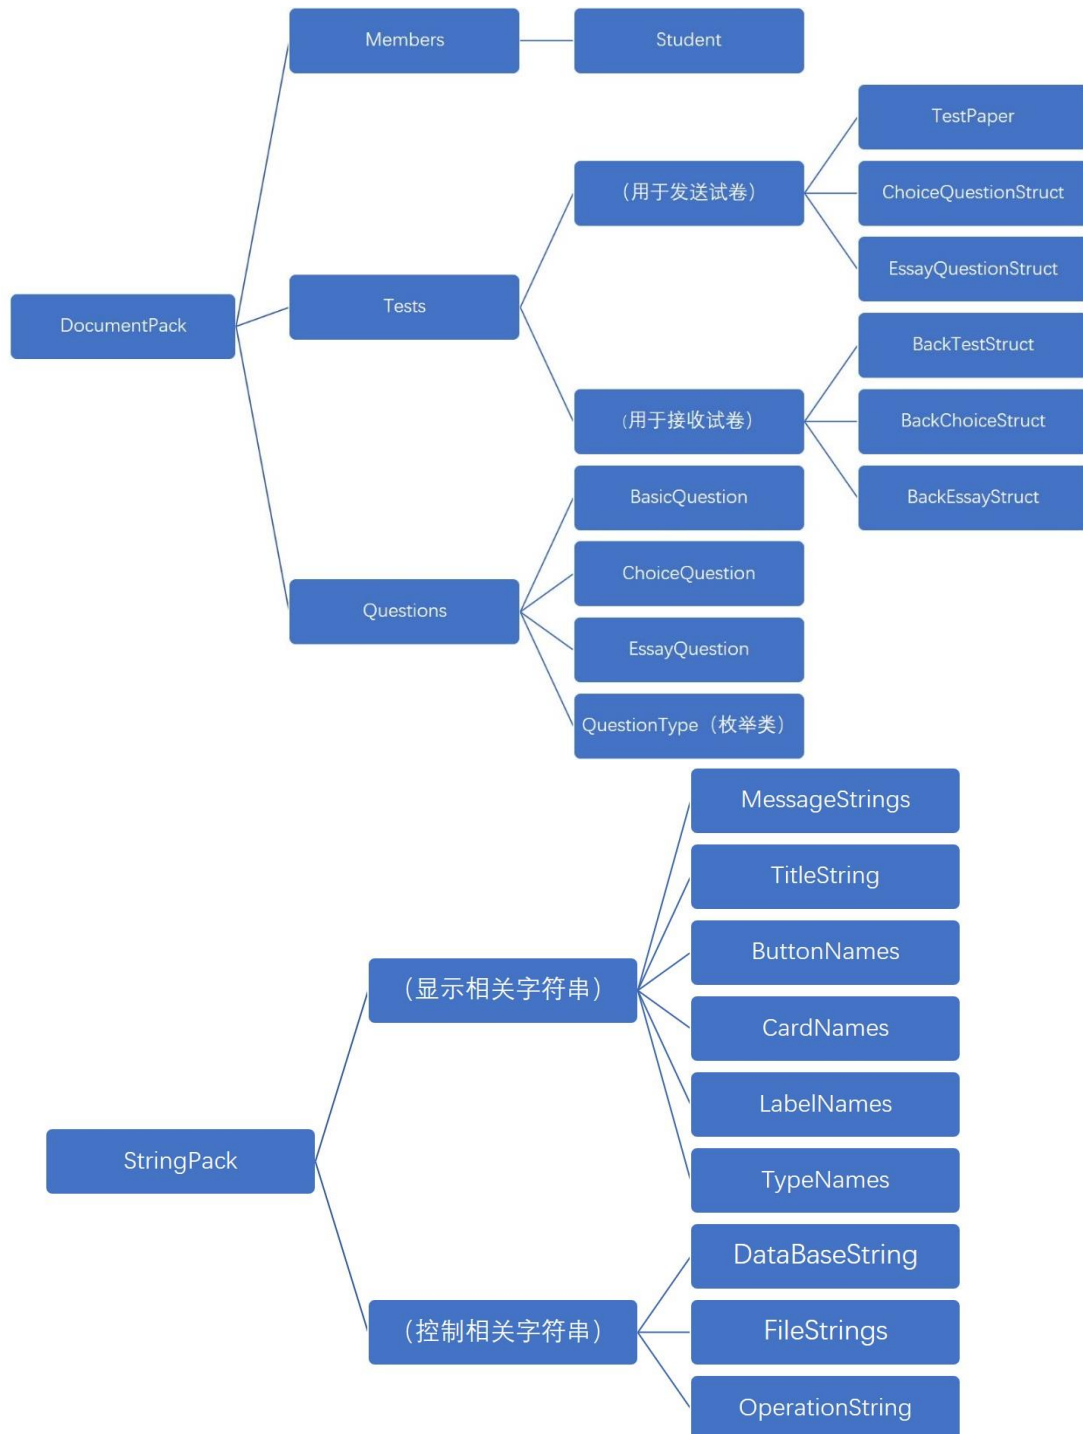 Members
Student
TestPaper
（用于发送试卷）
ChoiceQuestionStruct
EssayQuestionStruct
Tests
DocumentPack
BackTestStruct
（用于接收试卷）
BackChoiceStruct
BackEssayStruct
BasicQuestion
ChoiceQuestion
Questions
EssayQuestion
QuestionType（枚举类）
MessageStrings
TitleString
ButtonNames
（显示相关字符串）
CardNames
LabelNames
StringPack
TypeNames
DataBaseString
（控制相关字符串）
FileStrings
OperationString